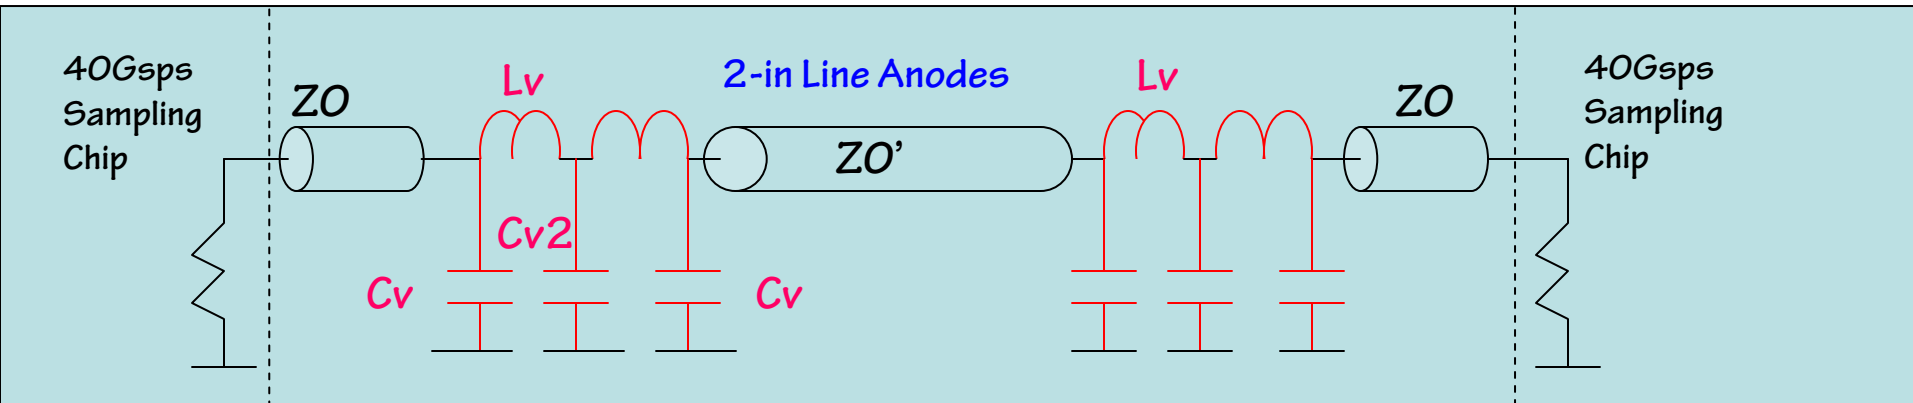 40Gsps
Sampling
Chip
ZO
Lv
2-in Line Anodes
Lv
ZO
40Gsps
Sampling
Chip
ZO'
Cv2
Cv
Cv